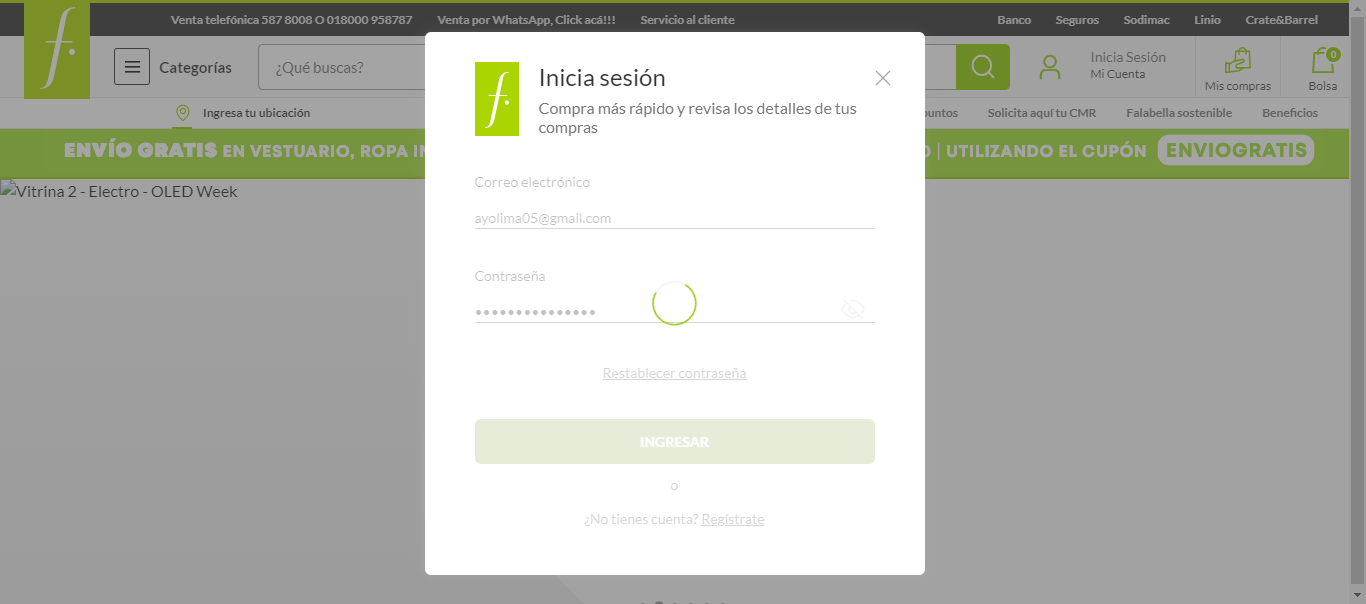 Venta telefónica 587 8008 O 018000 958787 Venta por WhatsApp, Click acá!!! Servicio al cliente Banco Seguros Sodimac Linio Crate&Barrel
f.
Categorías
¿Qué buscas?
Inicia Sesión
Mi Cuenta
Mis compras
0
Bolsa
Ingresa tu ubicación
Solicita aquí tu CMR Falabella sostenible Beneficios
ENVÍO GRATIS EN VESTUARIO, ROPA
UTILIZANDO EL CUPÓN ENVIOGRATIS
Vitrina 2 - Electro - OLED Week
f.
Inicia sesión
Compra más rápido y revisa los detalles de tus
compras
Correo electrónico
ayolima05@gmail.com
Contraseña
•••••••••••••••
Restablecer contraseña
INGRESAR
o
¿No tienes cuenta? Regístrate